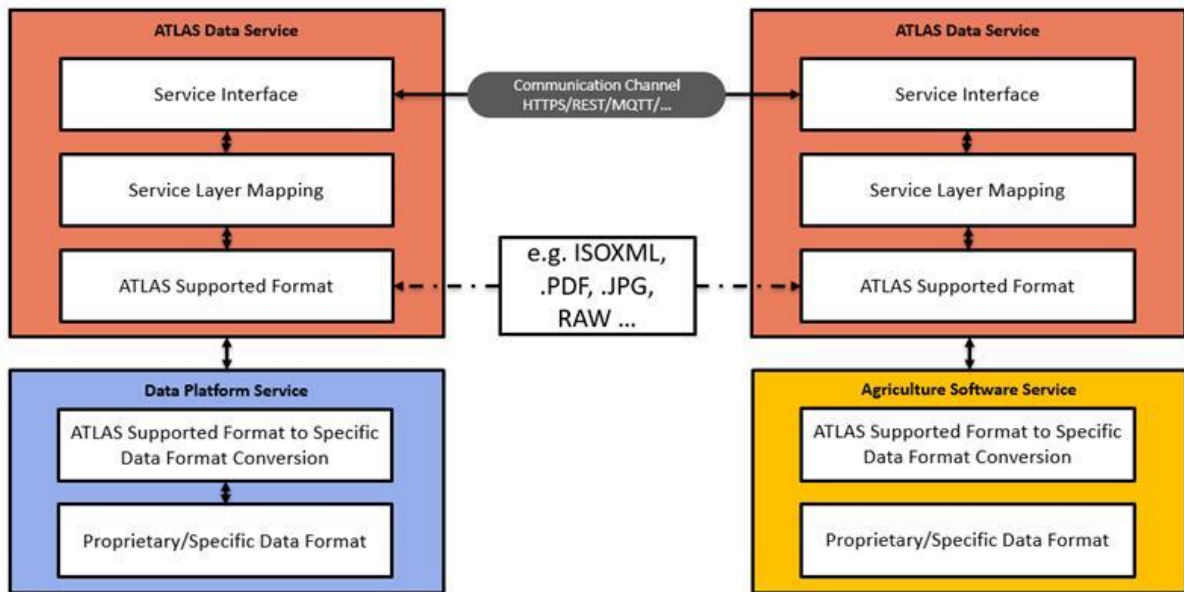 ATLAS Data Service
Service Interface
Service Layer Mapping
ATLAS Supported Format
Communication Channel
HTTPS/REST/MQTT/...
e.g. ISOXML,
.PDF, .JPG,
RAW ...
ATLAS Data Service
Service Interface
Service Layer Mapping
ATLAS Supported Format
Data Platform Service
ATLAS Supported Format to Specific
Data Format Conversion
Proprietary/Specific Data Format
Agriculture Software Service
ATLAS Supported Format to Specific
Data Format Conversion
Proprietary/Specific Data Format